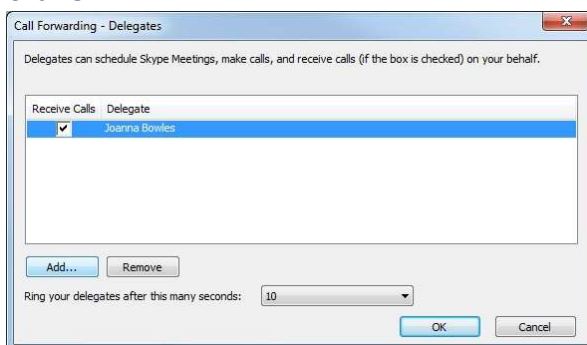 Call Forwarding - Delegates
Delegates can schedule Skype Meetings, make calls, and receive calls (if the box is checked) on your behalf.
Receive Calls Delegate
Joanna Bowles
Add... Remove
Ring your delegates after this many seconds: 10
OK Cancel